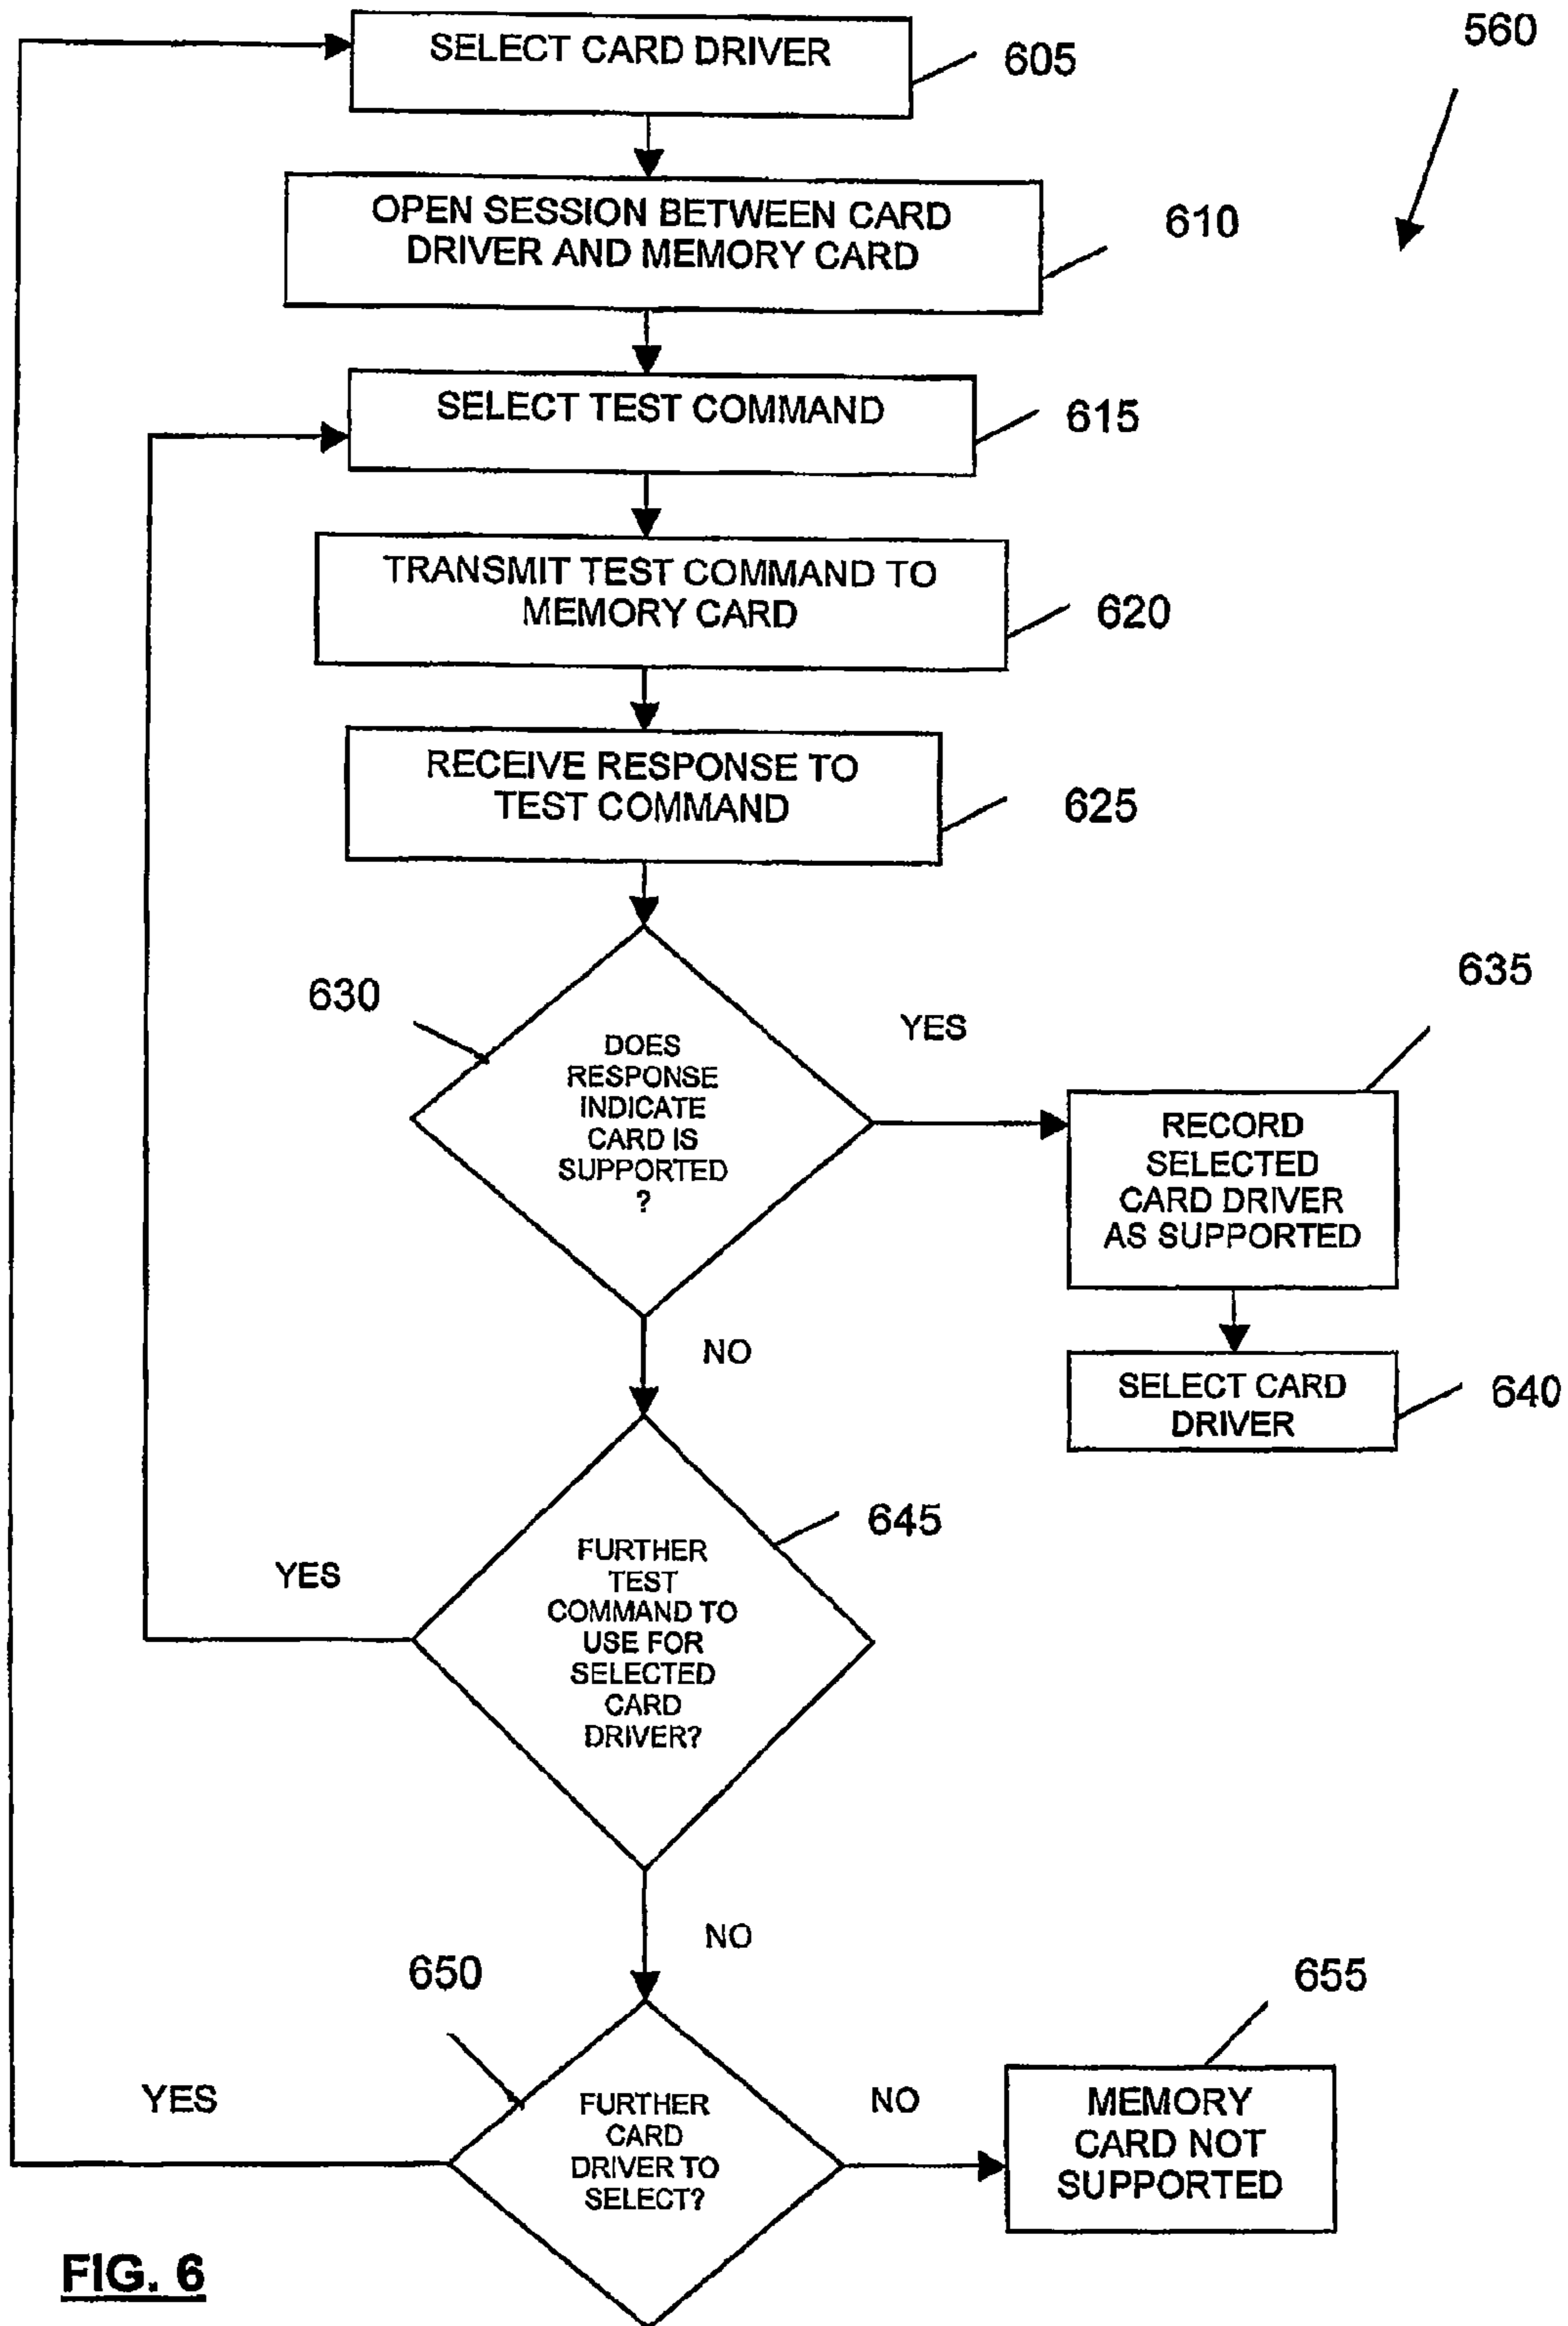 SELECT CARD DRIVER
605
560
OPEN SESSION BETWEEN CARD
DRIVER AND MEMORY CARD
610
SELECT TEST COMMAND
615
TRANSMIT TEST COMMAND TO
MEMORY CARD
620
RECEIVE RESPONSE TO
TEST COMMAND
625
630
DOES
RESPONSE
INDICATE
CARD IS
SUPPORTED
?
YES
635
RECORD
SELECTED
CARD DRIVER
AS SUPPORTED
NO
SELECT CARD
DRIVER
640
645
FURTHER
TEST
COMMAND TO
USE FOR
SELECTED
CARD
DRIVER?
YES
NO
650
655
YES
FURTHER
CARD
DRIVER TO
SELECT?
NO
MEMORY
CARD NOT
SUPPORTED
FIG. 6